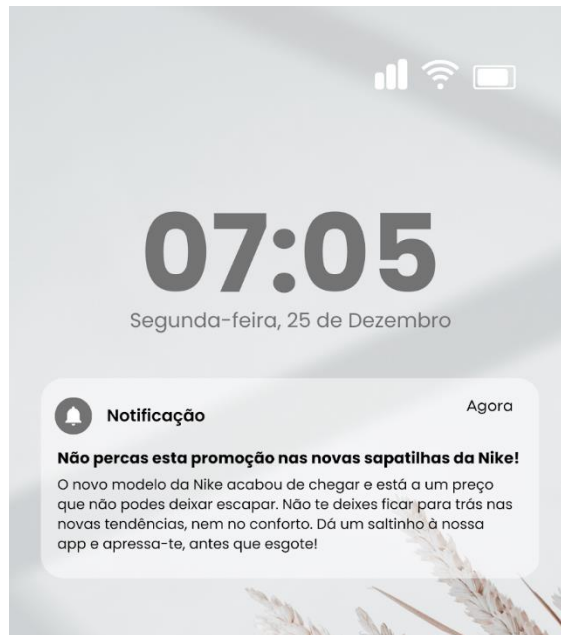 07:05
Segunda-feira, 25 de Dezembro
Notificação
Agora
Não percas esta promoção nas novas sapatilhas da Nike!
O novo modelo da Nike acabou de chegar e está a um preço
que não podes deixar escapar. Não te deixes ficar para trás nas
novas tendências, nem no conforto. Dá um saltinho à nossa
app e apressa-te, antes que esgote!